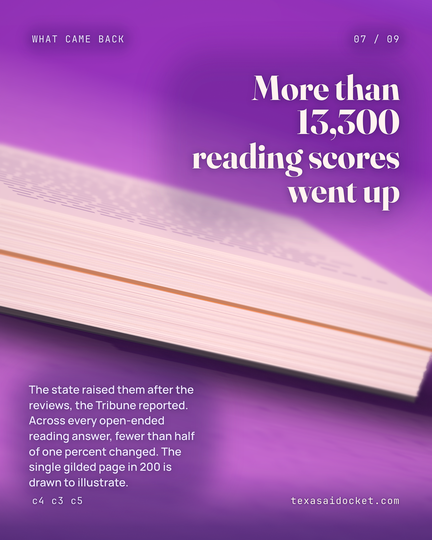 WHAT CAME BACK
07 / 09
More than
13,300
reading scores
went up
The state raised them after the
reviews, the Tribune reported.
Across every open-ended
reading answer, fewer than half
of one percent changed. The
single gilded page in 200 is
drawn to illustrate.
c4 c3 c5
texasaidocket.com